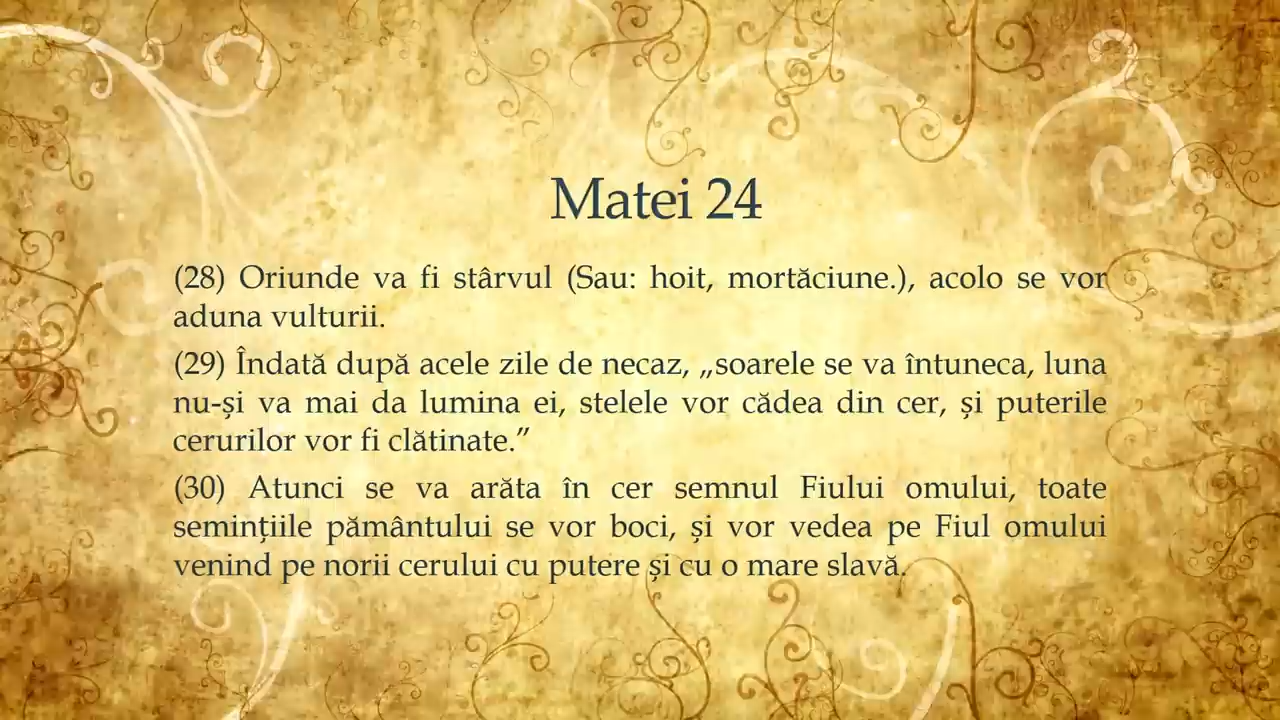 Matei 24
(28) Oriunde va fi stârvul (Sau: hoit, mortăciune.), acolo se vor
aduna vulturii.
(29) Îndată după acele zile de necaz, „soarele se va întuneca, luna
nu-și va mai da lumina ei, stelele vor cădea din cer, și puterile
cerurilor vor fi clătinate.”
(30) Atunci se va arăta în cer semnul Fiului omului, toate
semințiile pământului se vor boci, și vor vedea pe Fiul omului
venind pe norii cerului cu putere și cu o mare slavă.